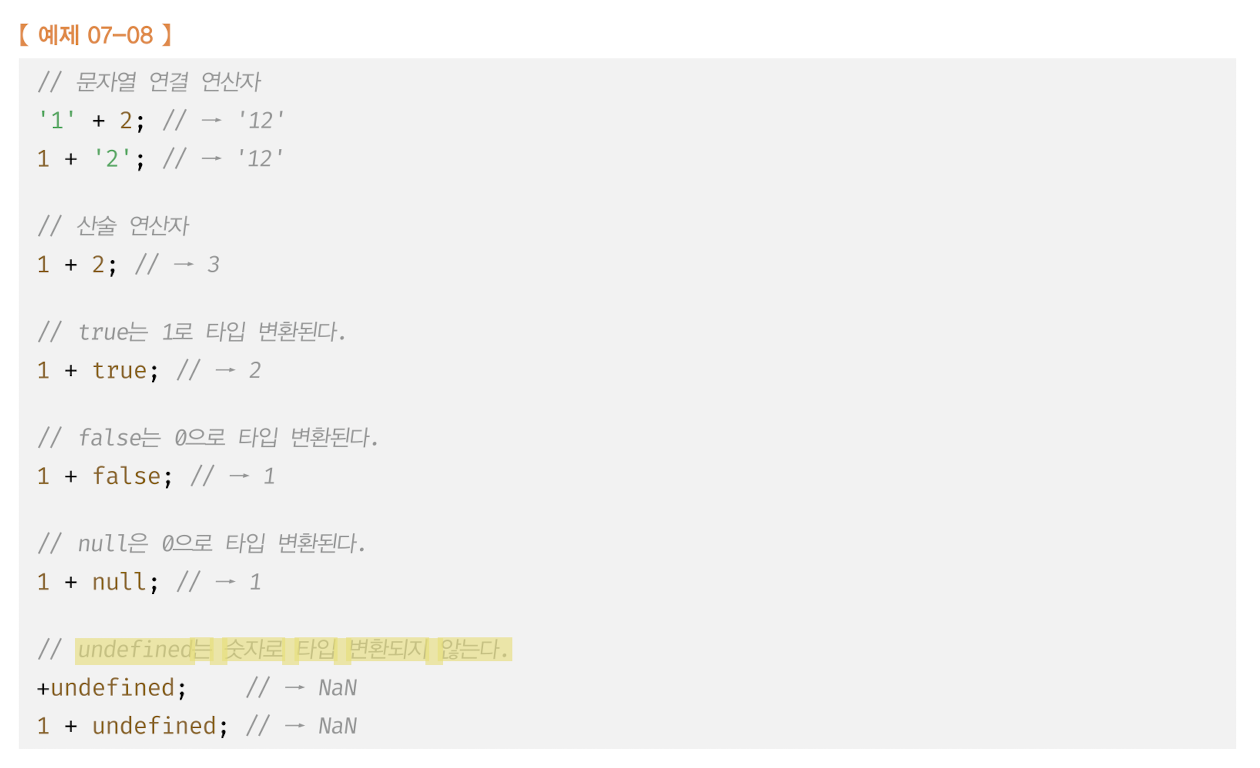 【 예제 07–08 】
// 문자열 연결 연산자
'1' + 2; // → '12'
1 + '2'; // → '12'
// 산술 연산자
1 + 2; // → 3
// true는 1로 타입 변환된다.
1 + true; // → 2
// false는 0으로 타입 변환된다.
1 + false; // → 1
// null은 0으로 타입 변환된다.
1 + null; // → 1
// undefined는 숫자로 타입 변환되지 않는다.
+undefined;    // → NaN
1 + undefined; // → NaN